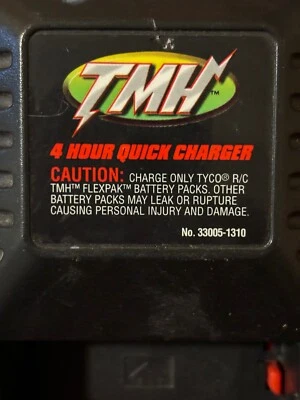 TMH™
4 HOUR QUICK CHARGER
CAUTION: CHARGE ONLY TYCO® R/C
TMH™ FLEXPAK™ BATTERY PACKS. OTHER
BATTERY PACKS MAY LEAK OR RUPTURE
CAUSING PERSONAL INJURY AND DAMAGE.
No. 33005-1310